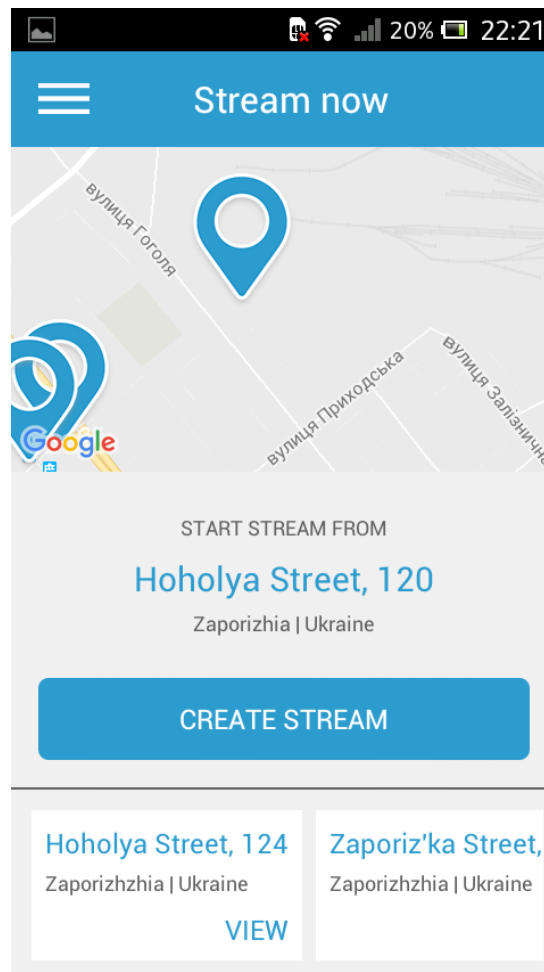 20% 22:21
Stream now
вулиця Гоголя
вулиця Приходська
вулиця Залізнична
Google
START STREAM FROM
Hoholya Street, 120
Zaporizhia | Ukraine
CREATE STREAM
Hoholya Street, 124
Zaporizhzhia | Ukraine
VIEW
Zaporiz'ka Street,
Zaporizhzhia | Ukraine